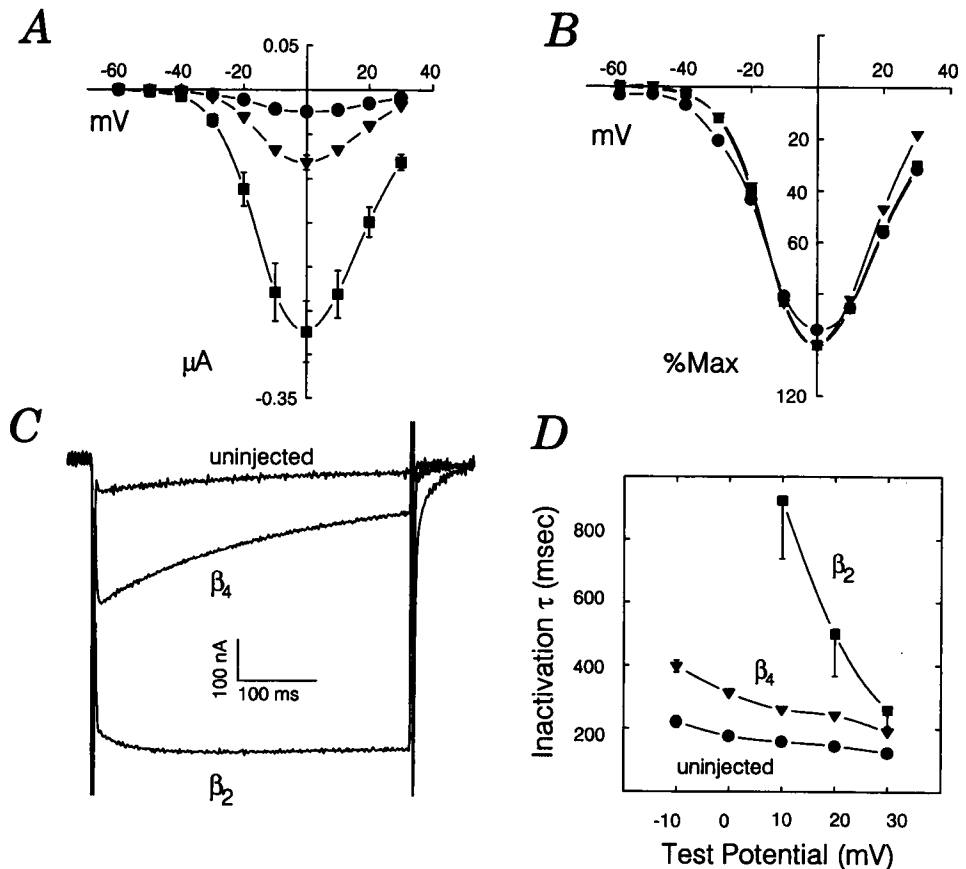 A
0.05
-60 -40 -20 0 20 40
mV
µA
-0.35
B
-60 -40 -20 0 20 40
mV
20
40
60
%Max
120
C
uninjected
β4
100 nA
100 ms
β2
D
Inactivation τ (msec)
800
600
400
200
β2
β4
uninjected
-10 0 10 20 30
Test Potential (mV)